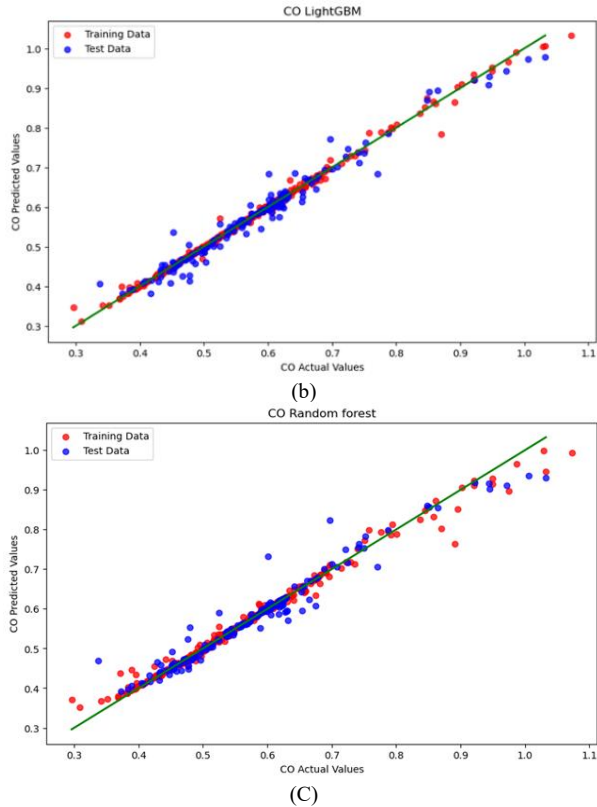 CO LightGBM
Training Data
Test Data
CO Predicted Values
1.0
0.9
0.8
0.7
0.6
0.5
0.4
0.3
0.3 0.4 0.5 0.6 0.7 0.8 0.9 1.0 1.1
CO Actual Values
(b)
CO Random forest
Training Data
Test Data
CO Predicted Values
1.0
0.9
0.8
0.7
0.6
0.5
0.4
0.3
0.3 0.4 0.5 0.6 0.7 0.8 0.9 1.0 1.1
CO Actual Values
(C)